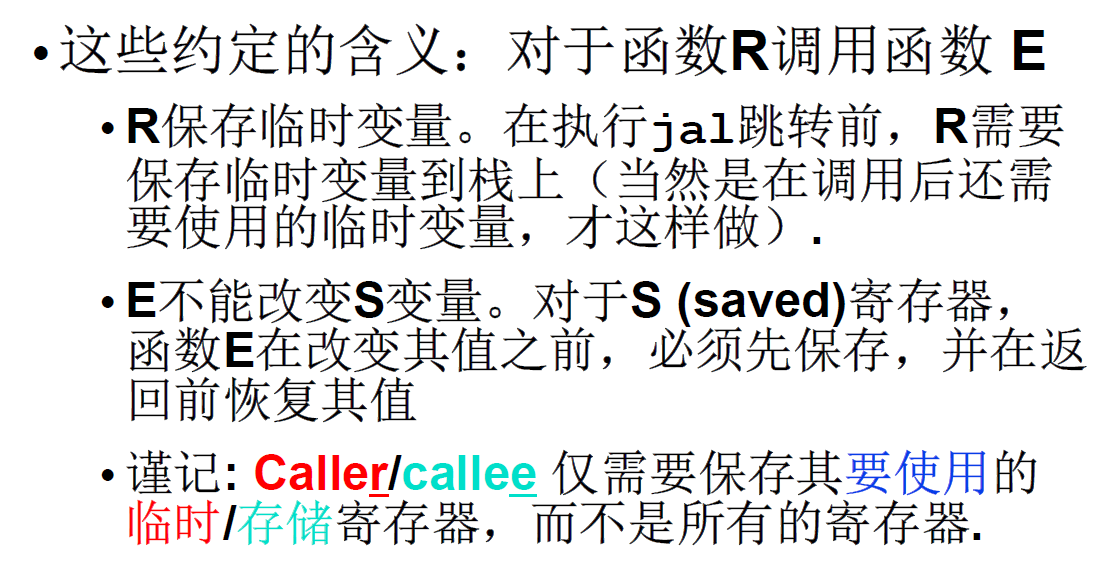 •这些约定的含义：对于函数R调用函数 E
•R保存临时变量。在执行jal跳转前，R需要
保存临时变量到栈上（当然是在调用后还需
要使用的临时变量，才这样做）.
•E不能改变S变量。对于S (saved)寄存器，
函数E在改变其值之前，必须先保存，并在返
回前恢复其值
•谨记: Caller/callee 仅需要保存其要使用的
临时/存储寄存器，而不是所有的寄存器.